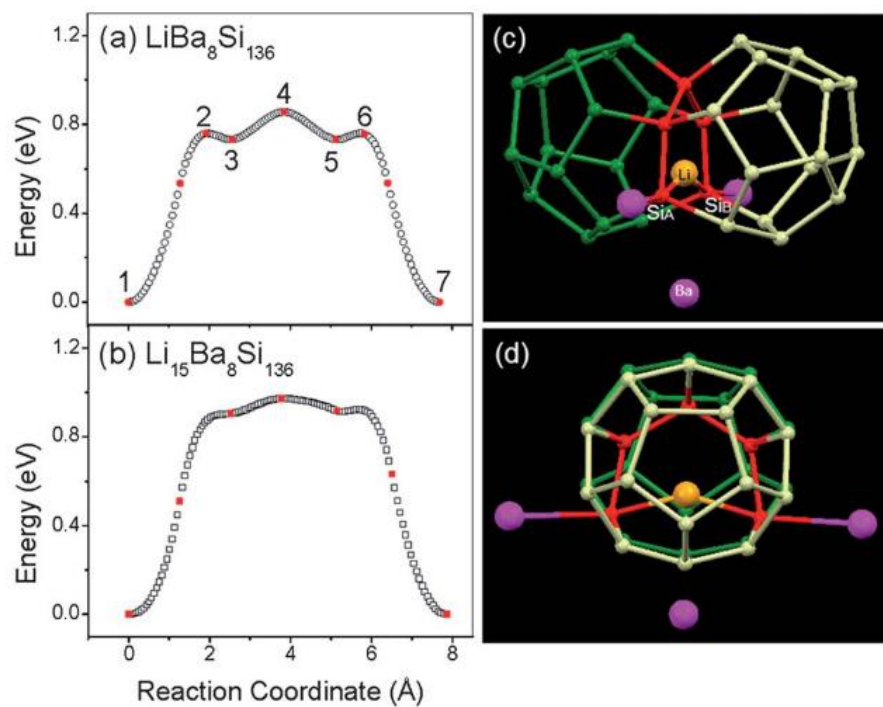 (a) LiBa₈Si₁₃₆
1.2
0.8
0.4
0.0
Energy (eV)
1
2
3
4
5
6
7
(b) Li₁₅Ba₈Si₁₃₆
1.2
0.8
0.4
0.0
Energy (eV)
0
2
4
6
8
Reaction Coordinate (Å)
(c)
Li
SiA
SiB
Ba
(d)